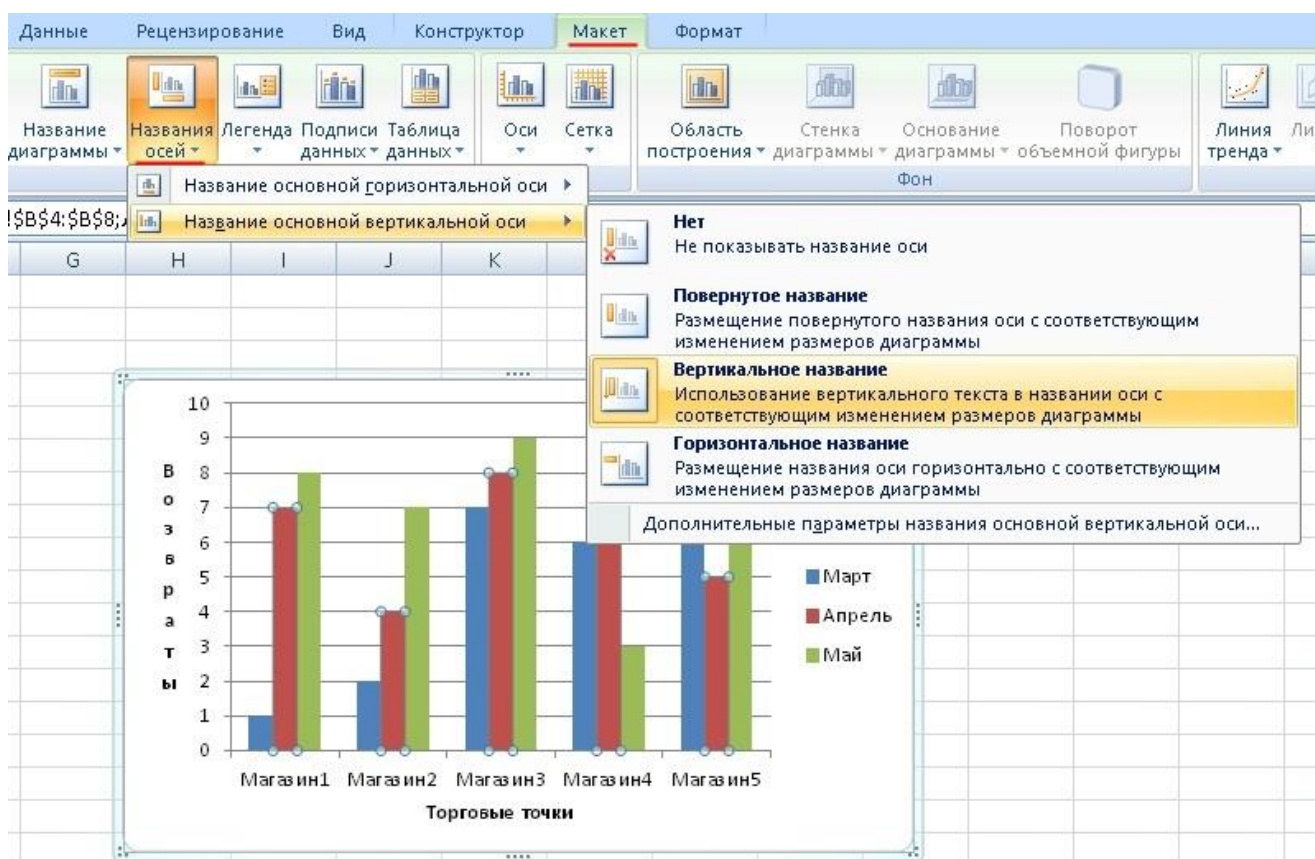 Данные Рецензирование Вид Конструктор Макет Формат
Название диаграммы
Названия осей
Легенда
Подписи данных
Таблица данных
Оси
Сетка
Область построения
Стенка диаграммы
Основание диаграммы
Поворот объемной фигуры
Линия тренда
Ли
Фон
Название основной горизонтальной оси
Название основной вертикальной оси
!$B$4:$B$8;
Нет
Не показывать название оси
Повернутое название
Размещение повернутого названия оси с соответствующим
изменением размеров диаграммы
Вертикальное название
Использование вертикального текста в названии оси с
соответствующим изменением размеров диаграммы
Горизонтальное название
Размещение названия оси горизонтально с соответствующим
изменением размеров диаграммы
Дополнительные параметры названия основной вертикальной оси...
G H I J K
10
9
8
7
6
5
4
3
2
1
0
Возвраты
Март
Апрель
Май
Магазин1 Магазин2 Магазин3 Магазин4 Магазин5
Торговые точки